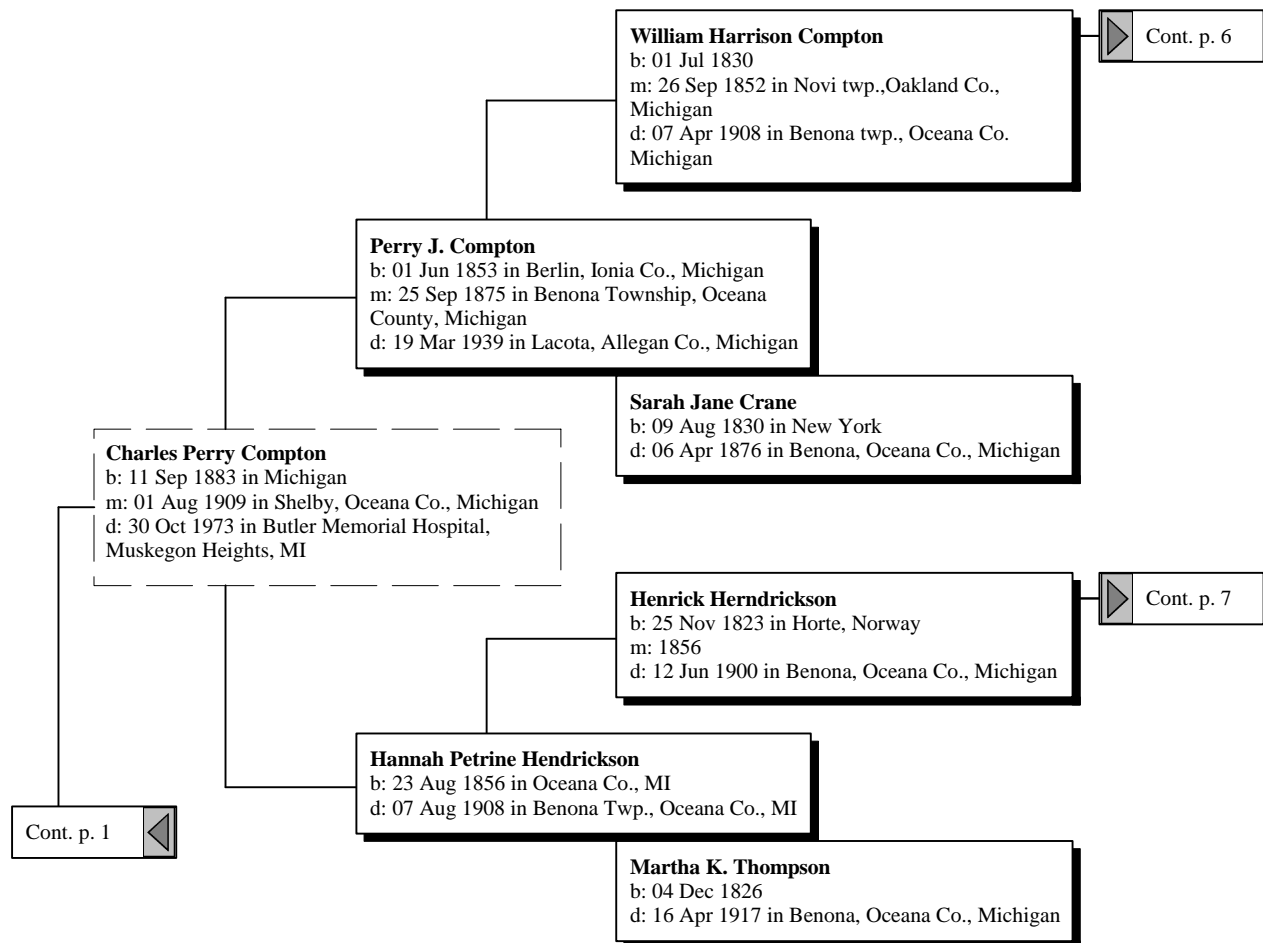 William Harrison Compton
b: 01 Jul 1830
m: 26 Sep 1852 in Novi twp.,Oakland Co.,
Michigan
d: 07 Apr 1908 in Benona twp., Oceana Co.
Michigan
Cont. p. 6
Perry J. Compton
b: 01 Jun 1853 in Berlin, Ionia Co., Michigan
m: 25 Sep 1875 in Benona Township, Oceana
County, Michigan
d: 19 Mar 1939 in Lacota, Allegan Co., Michigan
Sarah Jane Crane
b: 09 Aug 1830 in New York
d: 06 Apr 1876 in Benona, Oceana Co., Michigan
Charles Perry Compton
b: 11 Sep 1883 in Michigan
m: 01 Aug 1909 in Shelby, Oceana Co., Michigan
d: 30 Oct 1973 in Butler Memorial Hospital,
Muskegon Heights, MI
Henrick Herndrickson
b: 25 Nov 1823 in Horte, Norway
m: 1856
d: 12 Jun 1900 in Benona, Oceana Co., Michigan
Cont. p. 7
Hannah Petrine Hendrickson
b: 23 Aug 1856 in Oceana Co., MI
d: 07 Aug 1908 in Benona Twp., Oceana Co., MI
Cont. p. 1
Martha K. Thompson
b: 04 Dec 1826
d: 16 Apr 1917 in Benona, Oceana Co., Michigan